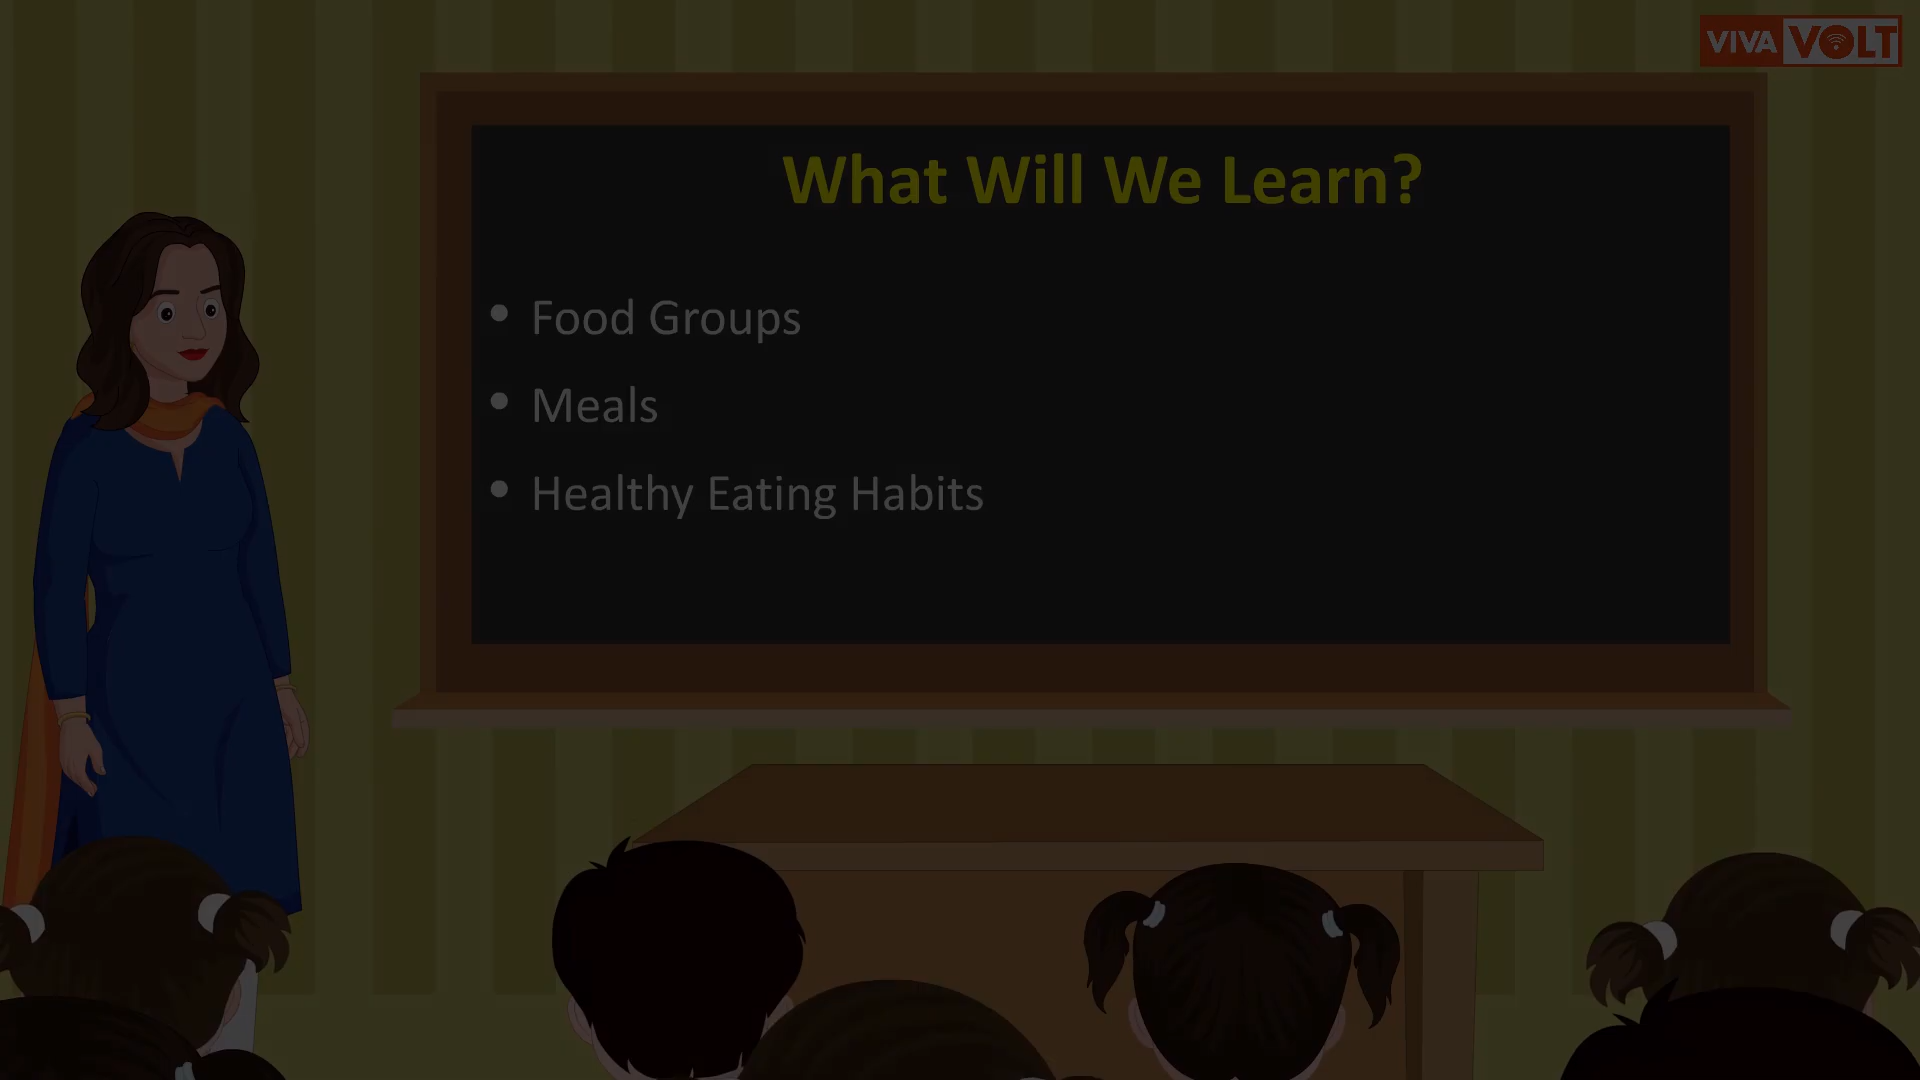 VIVA VOLT
What Will We Learn?
• Food Groups
• Meals
• Healthy Eating Habits